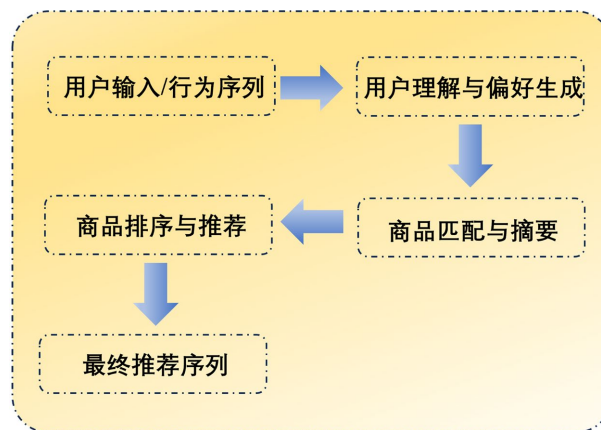 用户输入/行为序列
用户理解与偏好生成
商品匹配与摘要
商品排序与推荐
最终推荐序列